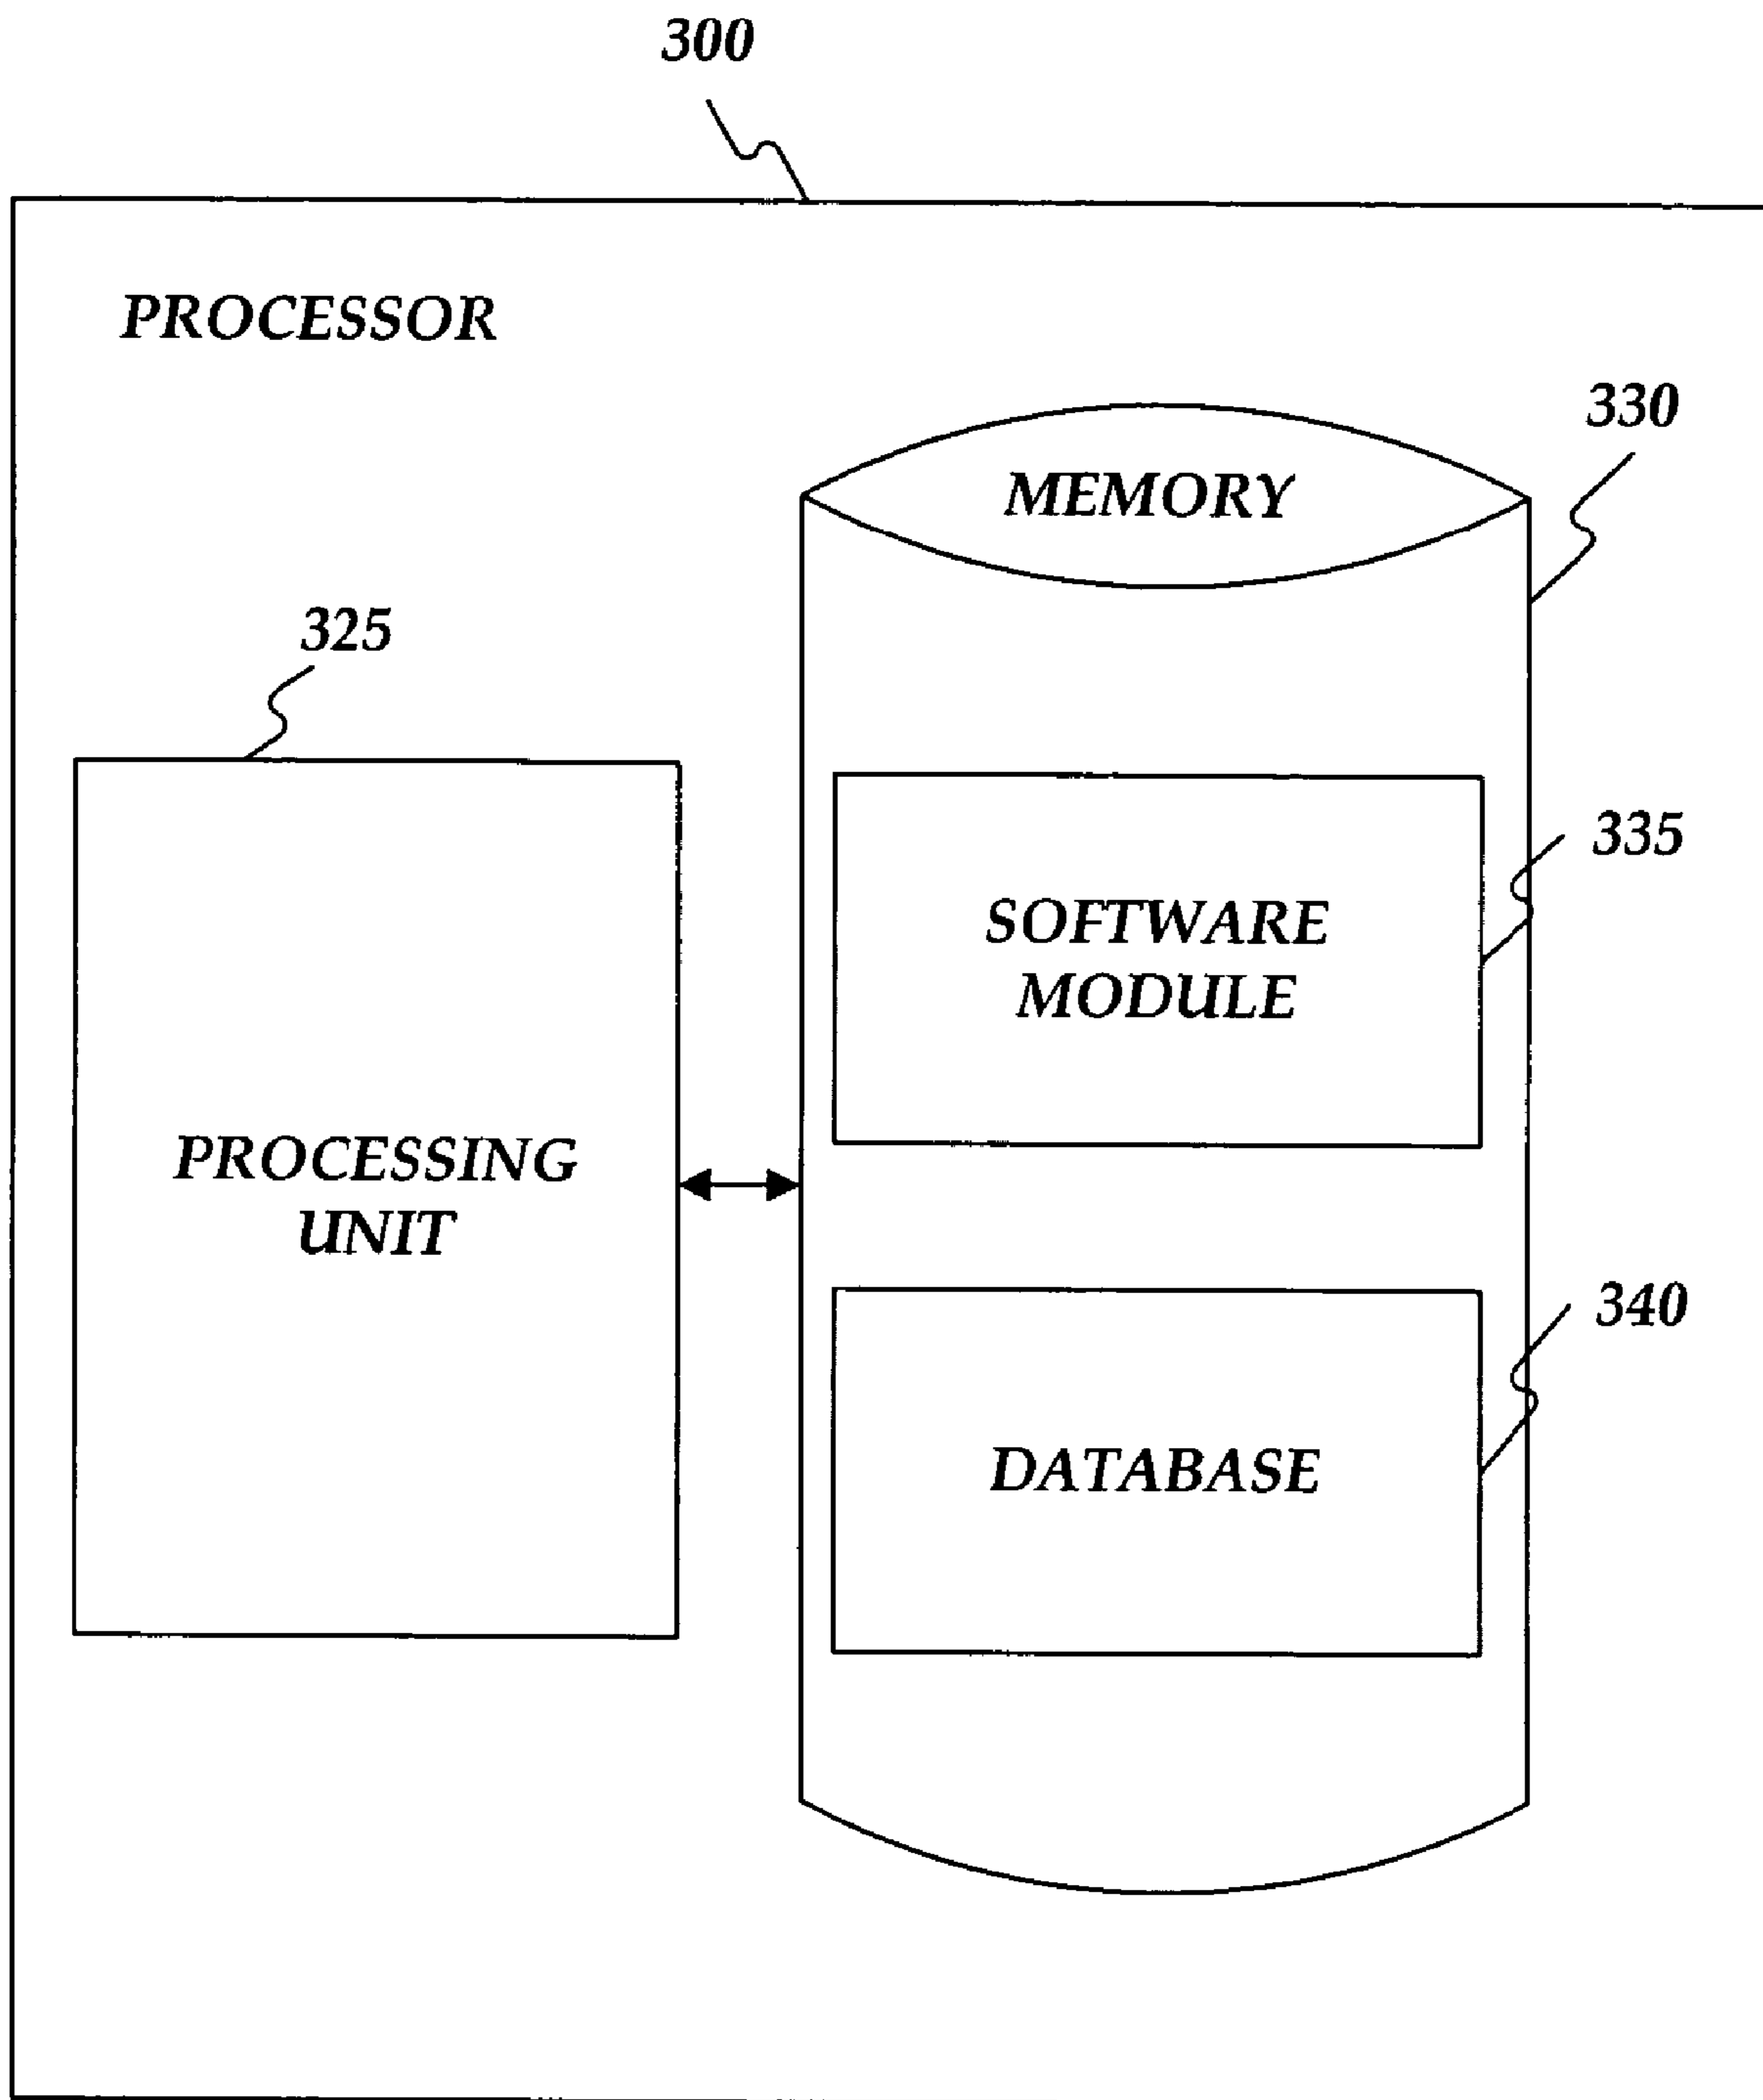 300
PROCESSOR
330
MEMORY
325
335
SOFTWARE
MODULE
PROCESSING
UNIT
340
DATABASE